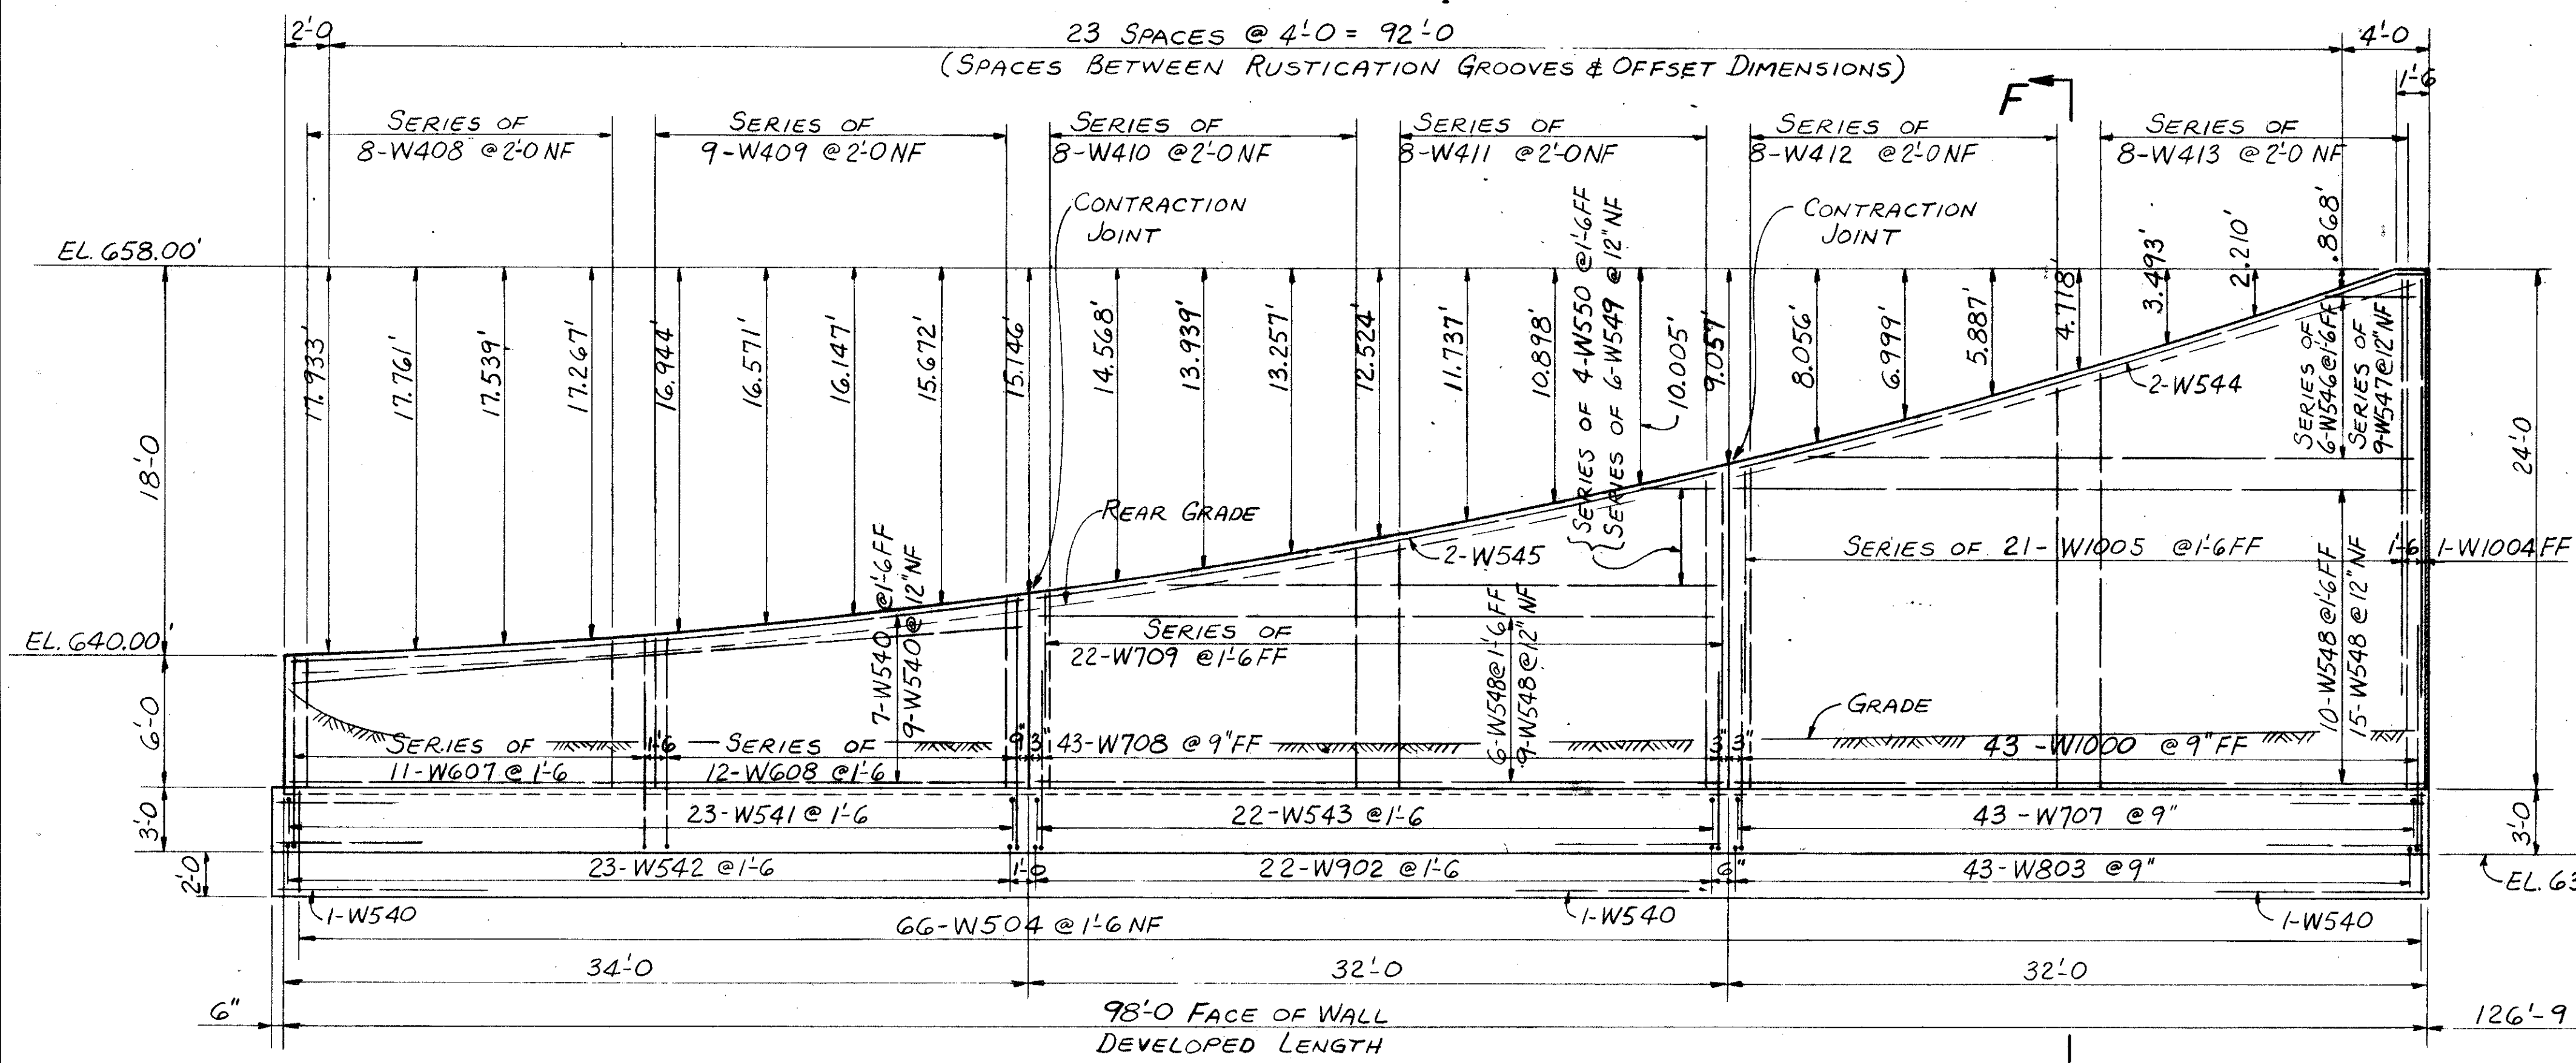 2'-0
23 SPACES @ 4'-0 = 92'-0
4'-0
(SPACES BETWEEN RUSTICATION GROOVES & OFFSET DIMENSIONS)
1'-6
F
SERIES OF
8-W408 @ 2'-0 NF
SERIES OF
9-W409 @ 2'-0 NF
SERIES OF
8-W410 @ 2'-0 NF
SERIES OF
8-W411 @ 2'-0 NF
SERIES OF
8-W412 @ 2'-0 NF
SERIES OF
8-W413 @ 2'-0 NF
CONTRACTION
JOINT
CONTRACTION
JOINT
EL. 658.00'
17.933'
17.761'
17.539'
17.267'
16.944'
16.571'
16.147'
15.672'
15.146'
14.568'
13.939'
13.257'
12.524'
11.737'
10.898'
SERIES OF 4-W550 @ 1'-6 FF
SERIES OF 6-W549 @ 12" NF
10.005'
9.057'
8.056'
6.999'
5.887'
4.718'
3.493'
2.210'
.868'
SERIES OF
6-W546 @ 1'-6 FF
SERIES OF
9-W547 @ 12" NF
2-W544
18'-0
24'-0
REAR GRADE
2-W545
SERIES OF 21- W1005 @ 1'-6 FF
1'-6
1-W1004 FF
EL. 640.00'
7-W540 @ 1'-6 FF
9-W540 @ 12" NF
SERIES OF
22-W709 @ 1'-6 FF
6-W548 @ 1'-6 FF
9-W548 @ 12" NF
10-W548 @ 1'-6 FF
15-W548 @ 12" NF
6'-0
GRADE
SERIES OF
11-W607 @ 1'-6
1'-6
SERIES OF
12-W608 @ 1'-6
9"
3"
43-W708 @ 9" FF
3"
3"
43-W1000 @ 9" FF
3'-0
23-W541 @ 1'-6
22-W543 @ 1'-6
43-W707 @ 9"
3'-0
2'-0
23-W542 @ 1'-6
1'-0
22-W902 @ 1'-6
6"
43-W803 @ 9"
EL. 63
1-W540
66-W504 @ 1'-6 NF
1-W540
1-W540
34'-0
32'-0
32'-0
6"
98'-0 FACE OF WALL
DEVELOPED LENGTH
126'-9